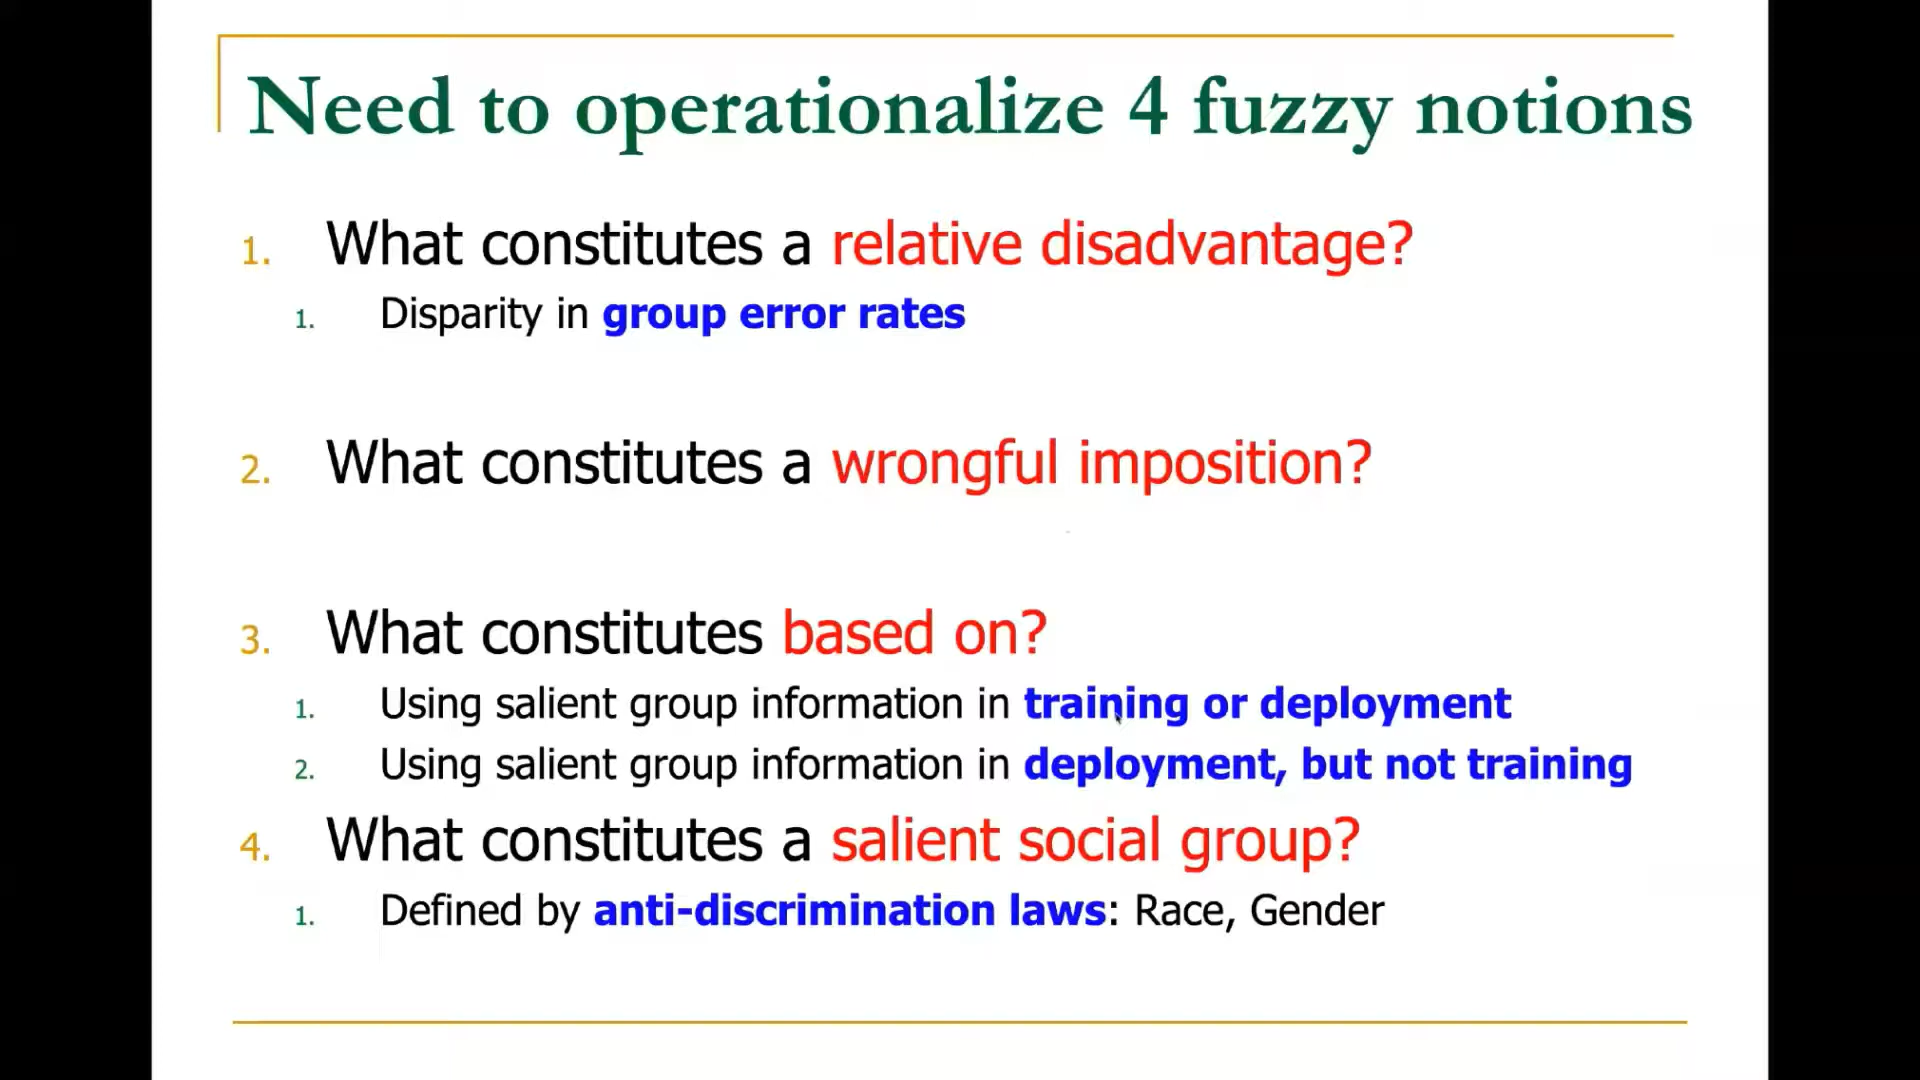 Need to operationalize 4 fuzzy notions
1. What constitutes a relative disadvantage?
1. Disparity in group error rates
2. What constitutes a wrongful imposition?
3. What constitutes based on?
1. Using salient group information in training or deployment
2. Using salient group information in deployment, but not training
4. What constitutes a salient social group?
1. Defined by anti-discrimination laws: Race, Gender